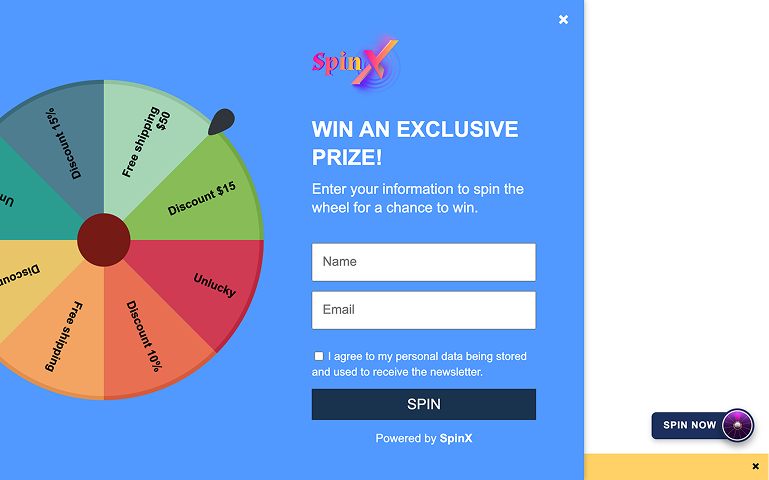 SpinX
WIN AN EXCLUSIVE
PRIZE!
Enter your information to spin the
wheel for a chance to win.
Name
Email
I agree to my personal data being stored
and used to receive the newsletter.
SPIN
Powered by SpinX
Discount 15%
Free shipping
$50
Discount $15
Unlucky
Discount 10%
Free shipping
Discoun
Un
SPIN NOW